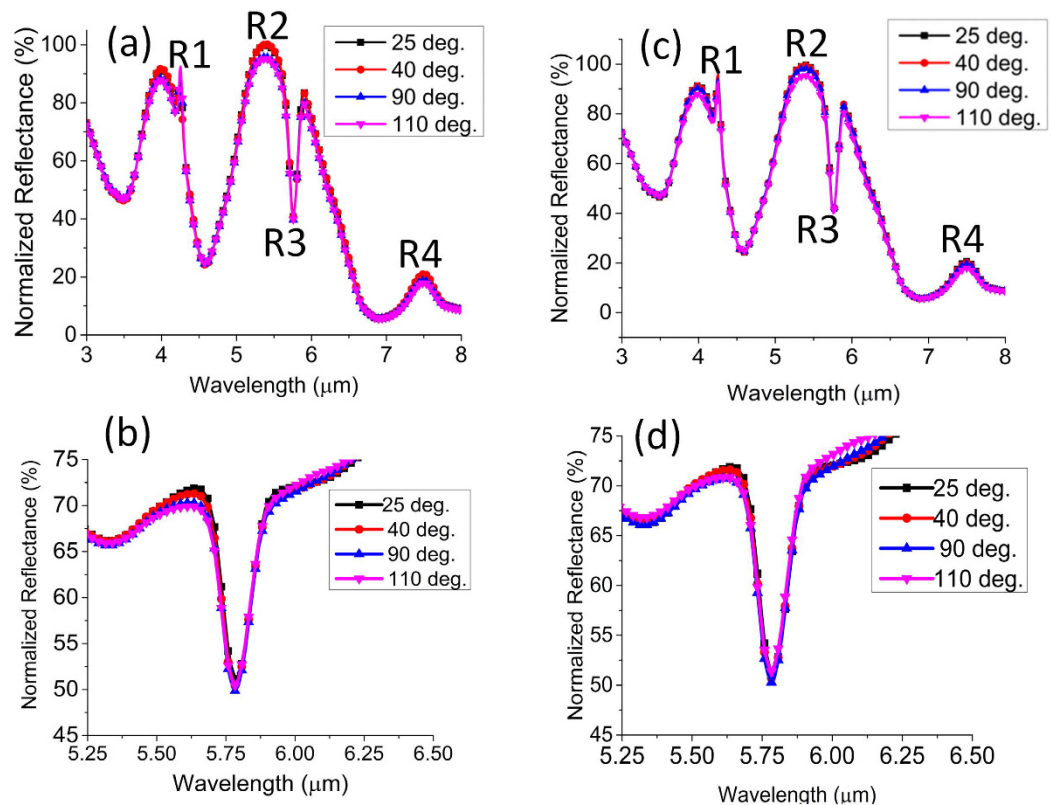 (a)
R1
R2
R3
R4
25 deg.
40 deg.
90 deg.
110 deg.
Normalized Reflectance (%)
100
80
60
40
20
0
3 4 5 6 7 8
Wavelength (μm)
(c)
R1
R2
R3
R4
25 deg.
40 deg.
90 deg.
110 deg.
Normalized Reflectance (%)
100
80
60
40
20
0
3 4 5 6 7 8
Wavelength (μm)
(b)
25 deg.
40 deg.
90 deg.
110 deg.
Normalized Reflectance (%)
75
70
65
60
55
50
45
5.25 5.50 5.75 6.00 6.25 6.50
Wavelength (μm)
(d)
25 deg.
40 deg.
90 deg.
110 deg.
Normalized Reflectance (%)
75
70
65
60
55
50
45
5.25 5.50 5.75 6.00 6.25 6.50
Wavelength (μm)